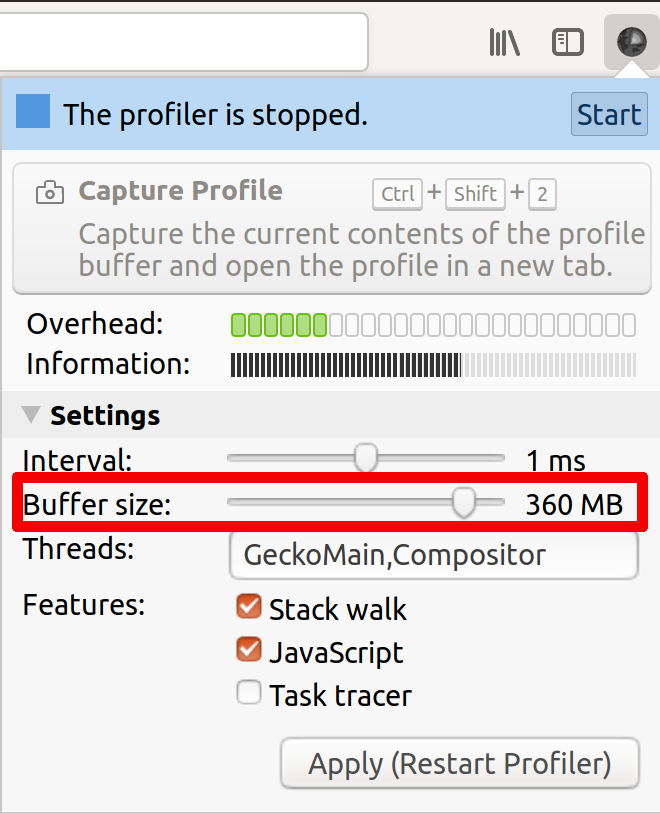 The profiler is stopped. Start
Capture Profile Ctrl + Shift + 2
Capture the current contents of the profile
buffer and open the profile in a new tab.
Overhead:
Information:
Settings
Interval: 1 ms
Buffer size: 360 MB
Threads: GeckoMain,Compositor
Features: Stack walk
JavaScript
Task tracer
Apply (Restart Profiler)